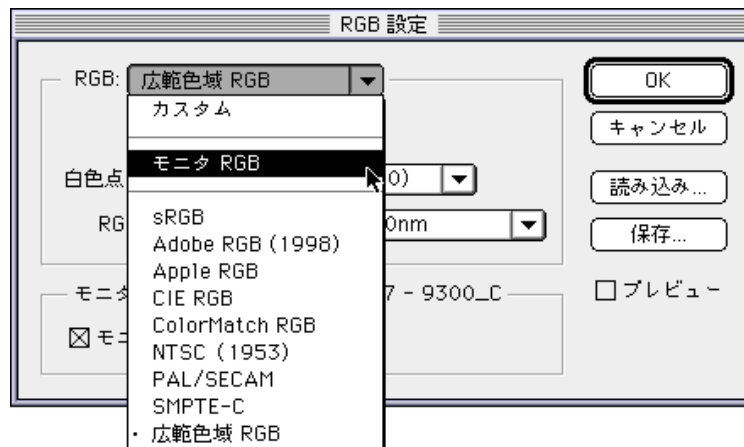 RGB 設定
RGB: 広範色域 RGB
カスタム
モニタ RGB
白色点
0)
RG
0nm
sRGB
Adobe RGB (1998)
Apple RGB
CIE RGB
ColorMatch RGB
NTSC (1953)
PAL/SECAM
SMPTE-C
・広範色域 RGB
モニタ
7 - 9300_C
モニ
OK
キャンセル
読み込み...
保存...
プレビュー